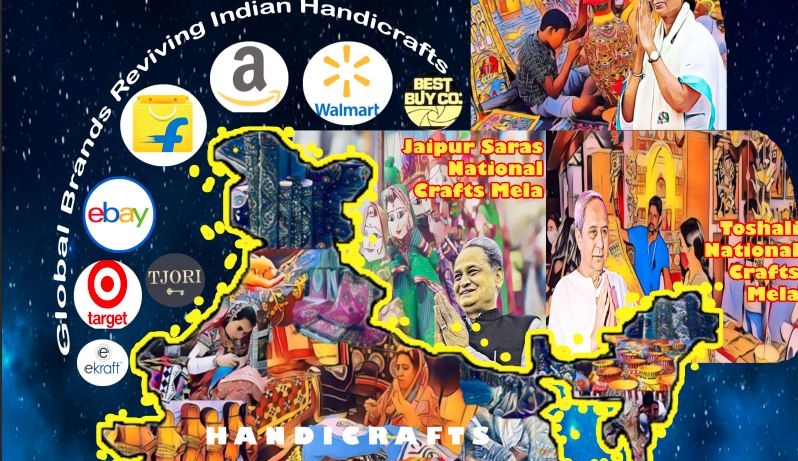 Global Brands Reviving Indian Handicrafts
a
Walmart
BEST
BUY CO:
f
ebay
target
TJORI
e
ekraft
Jaipur Saras
National
Crafts Mela
Toshali
National
Crafts
Mela
HANDICRAFTS